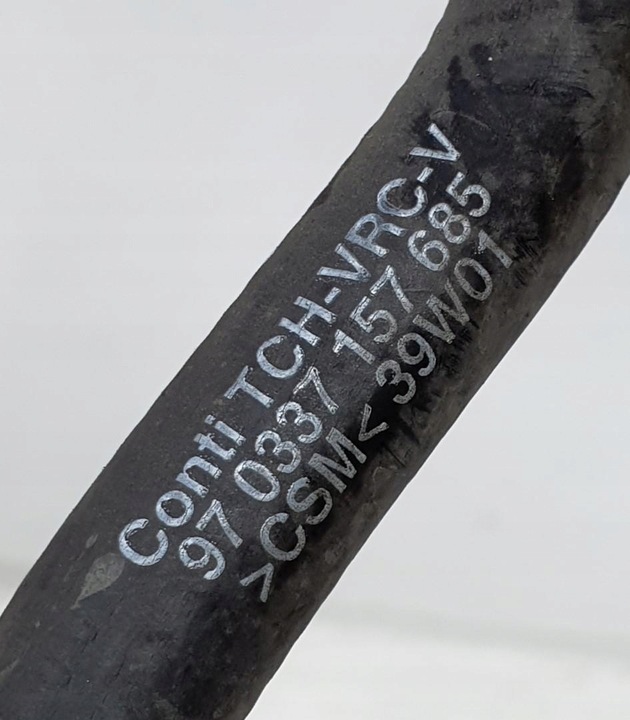 Conti TCH-VRC-V
97 0337 157 685
>CSM< 39W01